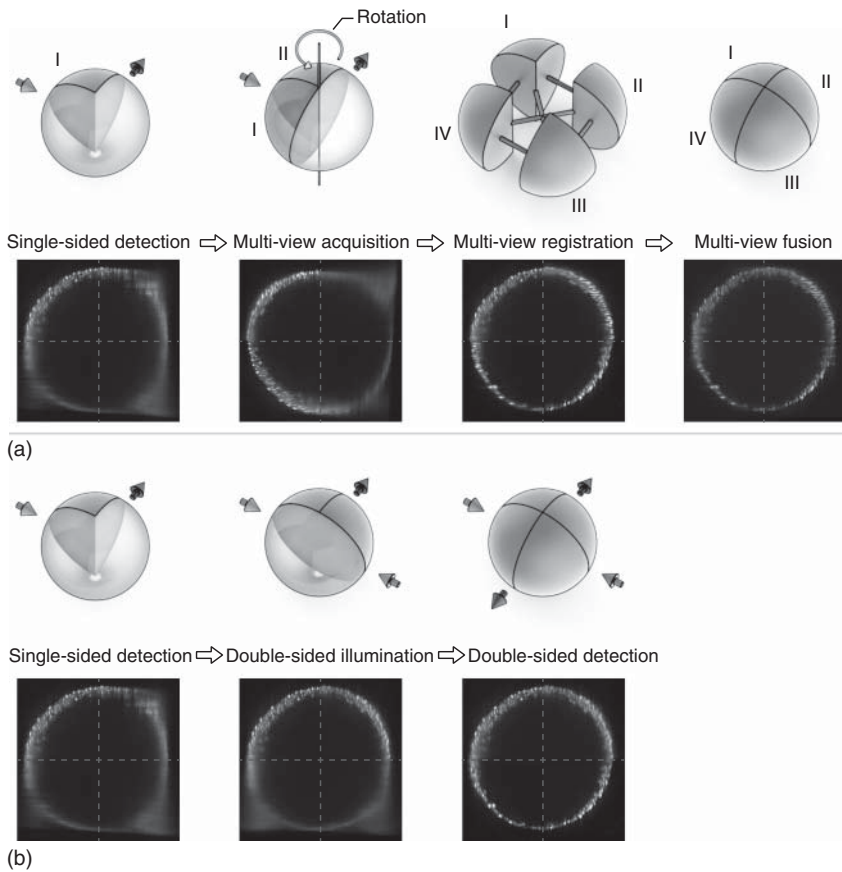 Rotation
I
II
I
I
II
IV
III
I
II
IV
III
Single-sided detection
Multi-view acquisition
Multi-view registration
Multi-view fusion
(a)
Single-sided detection
Double-sided illumination
Double-sided detection
(b)